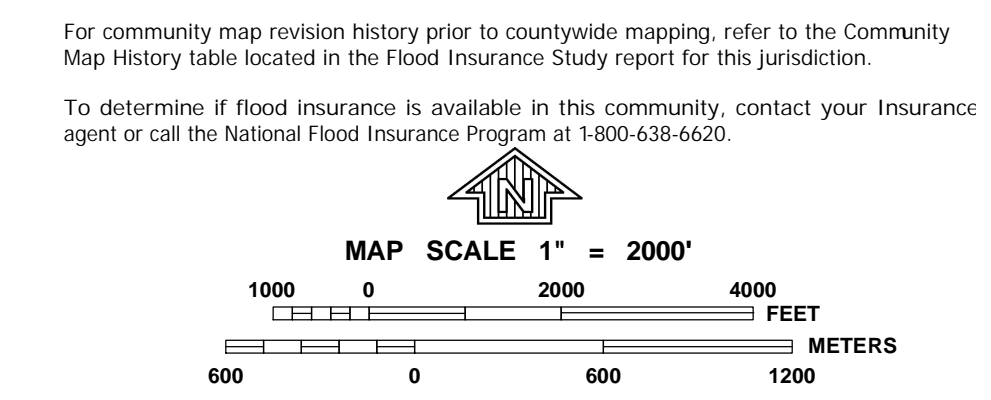 For community map revision history prior to countywide mapping, refer to the Community
Map History table located in the Flood Insurance Study report for this jurisdiction.
To determine if flood insurance is available in this community, contact your Insurance
agent or call the National Flood Insurance Program at 1-800-638-6620.
N
MAP SCALE 1" = 2000'
1000 0 2000 4000
FEET
METERS
600 0 600 1200